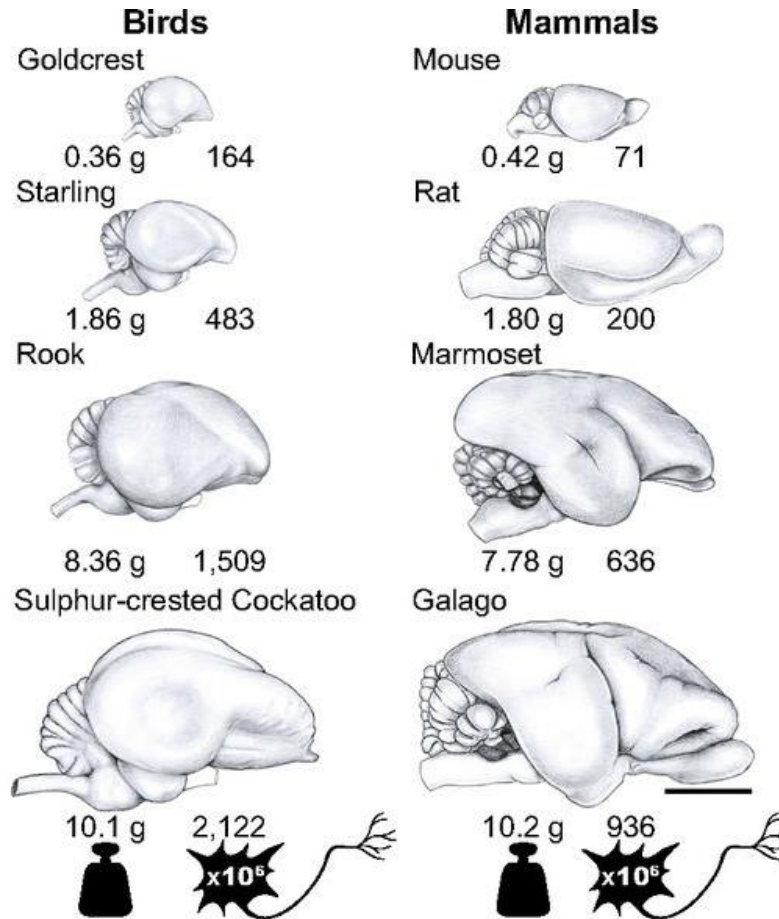 Birds Mammals
Goldcrest Mouse
0.36 g 164 0.42 g 71
Starling Rat
1.86 g 483 1.80 g 200
Rook Marmoset
8.36 g 1,509 7.78 g 636
Sulphur-crested Cockatoo Galago
10.1 g 2,122 10.2 g 936
x10⁶ x10⁶